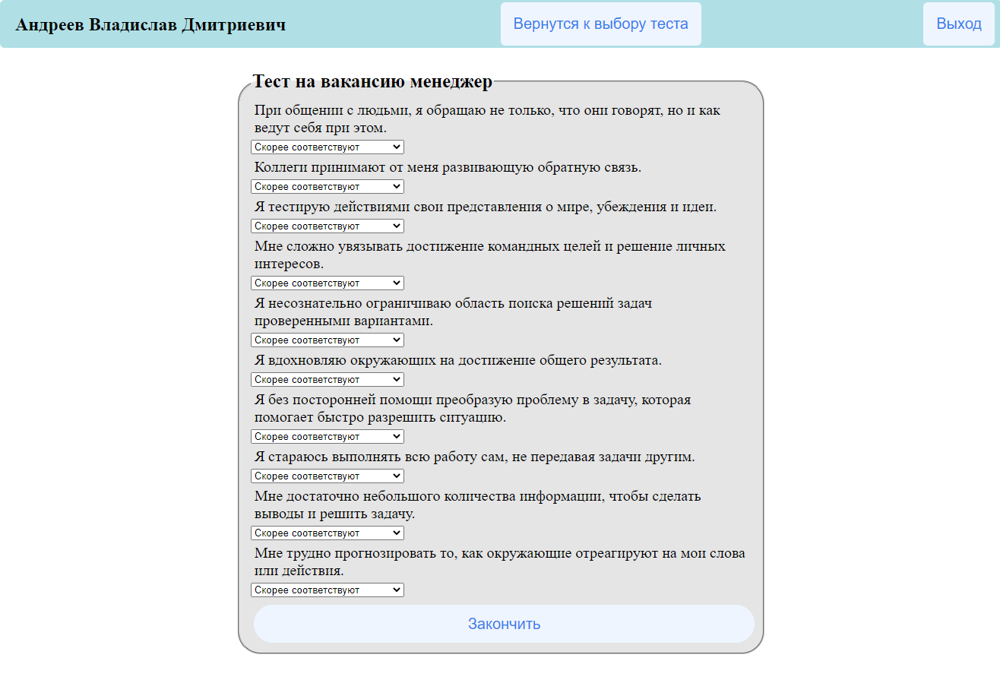 Андреев Владислав Дмитриевич
Вернутся к выбору теста
Выход
Тест на вакансию менеджер
При общении с людьми, я обращаю не только, что они говорят, но и как
ведут себя при этом.
Скорее соответствуют
Коллеги принимают от меня развивающую обратную связь.
Скорее соответствуют
Я тестирую действиями свои представления о мире, убеждения и идеи.
Скорее соответствуют
Мне сложно увязывать достижение командных целей и решение личных
интересов.
Скорее соответствуют
Я несознательно ограничиваю область поиска решений задач
проверенными вариантами.
Скорее соответствуют
Я вдохновляю окружающих на достижение общего результата.
Скорее соответствуют
Я без посторонней помощи преобразую проблему в задачу, которая
помогает быстро разрешить ситуацию.
Скорее соответствуют
Я стараюсь выполнять всю работу сам, не передавая задачи другим.
Скорее соответствуют
Мне достаточно небольшого количества информации, чтобы сделать
выводы и решить задачу.
Скорее соответствуют
Мне трудно прогнозировать то, как окружающие отреагируют на мои слова
или действия.
Скорее соответствуют
Закончить